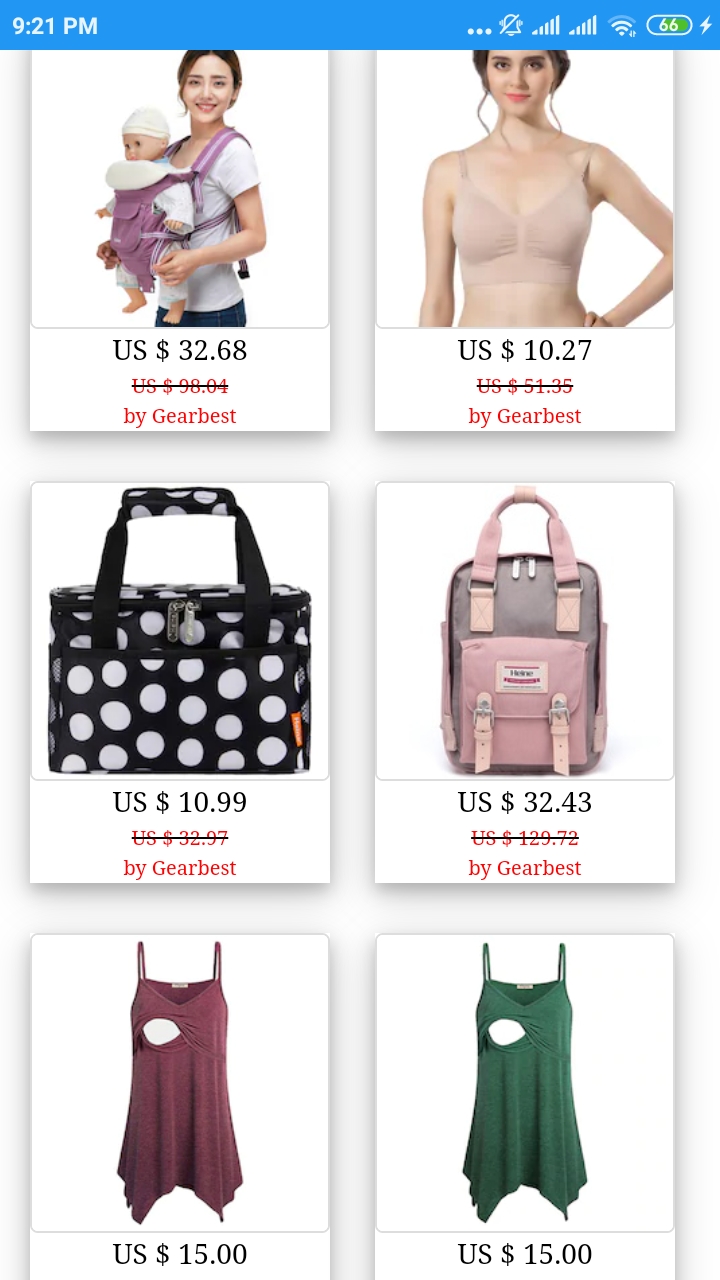 9:21 PM
66
US $ 32.68
US $ 98.04
by Gearbest
US $ 10.27
US $ 51.35
by Gearbest
US $ 10.99
US $ 32.97
by Gearbest
Heine
US $ 32.43
US $ 129.72
by Gearbest
US $ 15.00
US $ 15.00